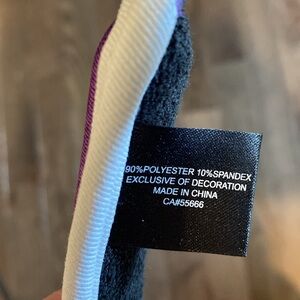 90%POLYESTER 10%SPANDEX
EXCLUSIVE OF DECORATION
MADE IN CHINA
CA#55666